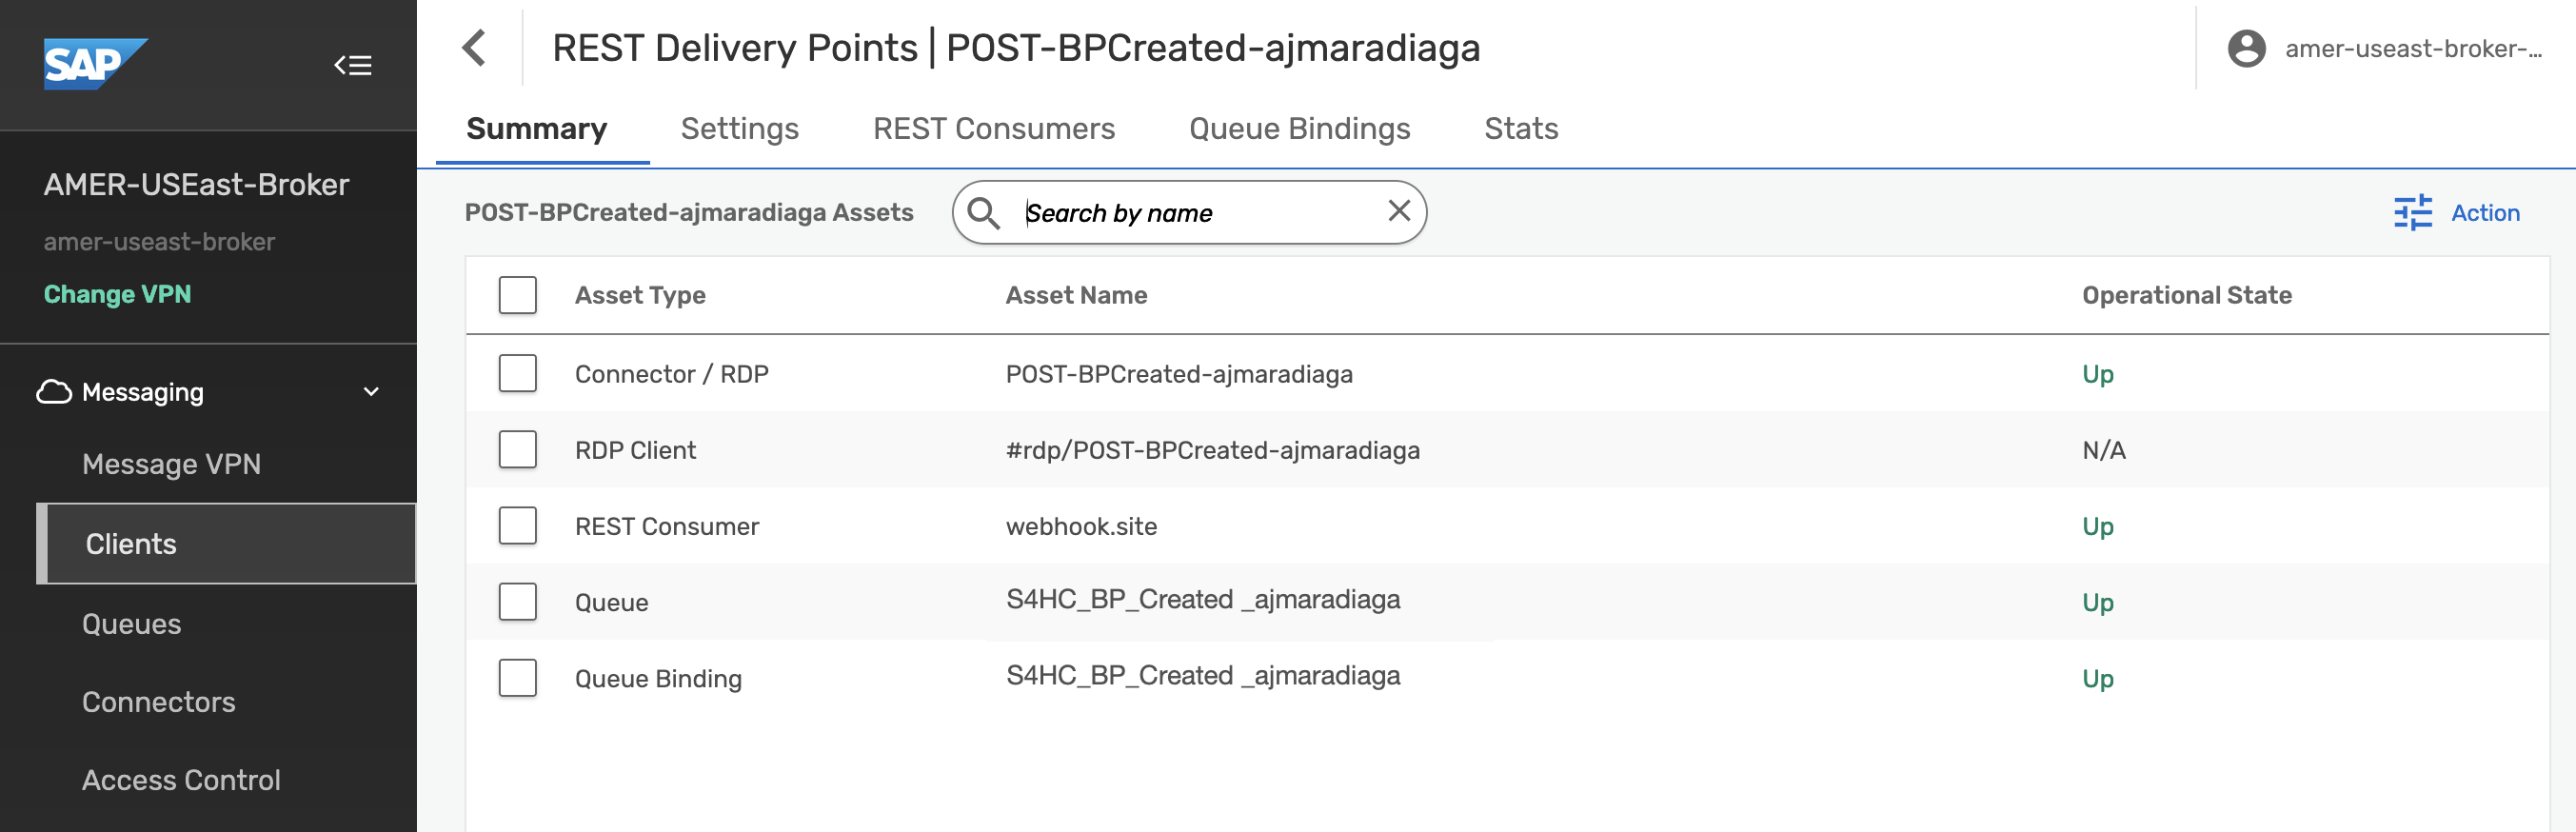 SAP
AMER-USEast-Broker
amer-useast-broker
Change VPN
Messaging
Message VPN
Clients
Queues
Connectors
Access Control
REST Delivery Points | POST-BPCreated-ajmaradiaga
amer-useast-broker-...
Summary Settings REST Consumers Queue Bindings Stats
POST-BPCreated-ajmaradiaga Assets Search by name Action
Asset Type Asset Name Operational State
Connector / RDP POST-BPCreated-ajmaradiaga Up
RDP Client #rdp/POST-BPCreated-ajmaradiaga N/A
REST Consumer webhook.site Up
Queue S4HC_BP_Created _ajmaradiaga Up
Queue Binding S4HC_BP_Created _ajmaradiaga Up